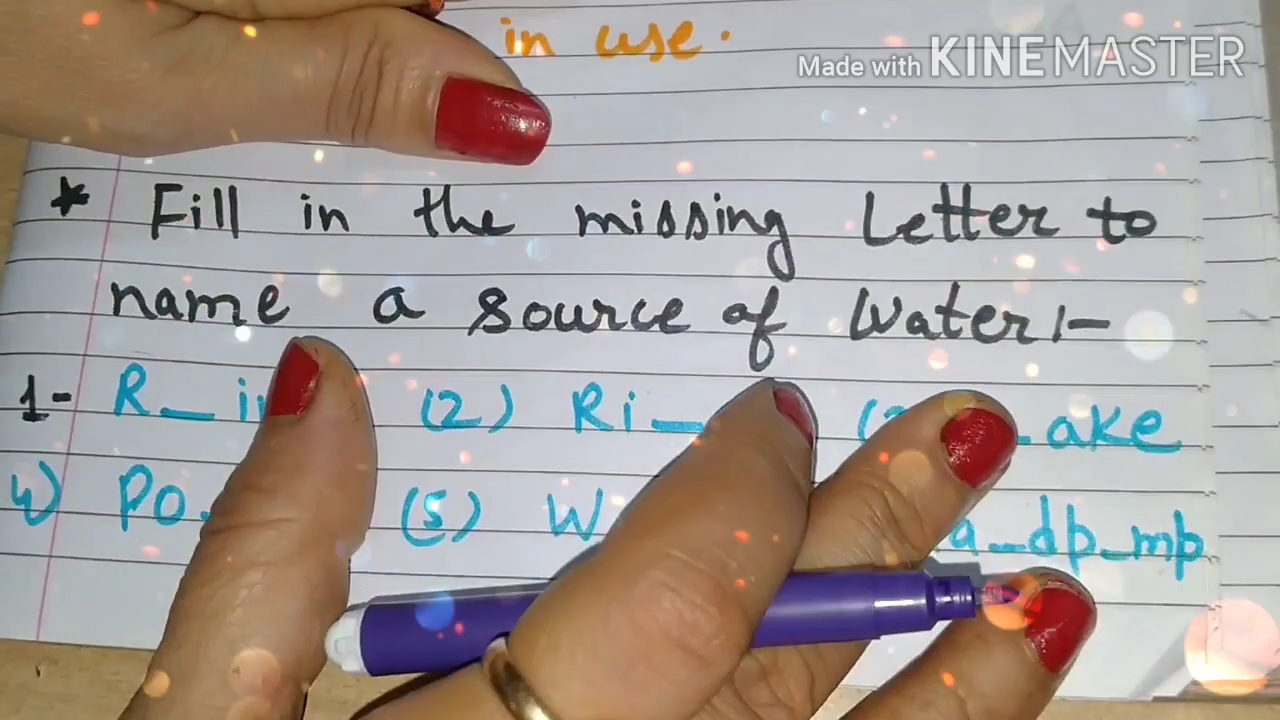 in use.
Made with KINEMASTER
* Fill in the missing Letter to
name a source of Water:-
1- R_in (2) Ri_ _ake
4) Po (5) W a_dp_mp